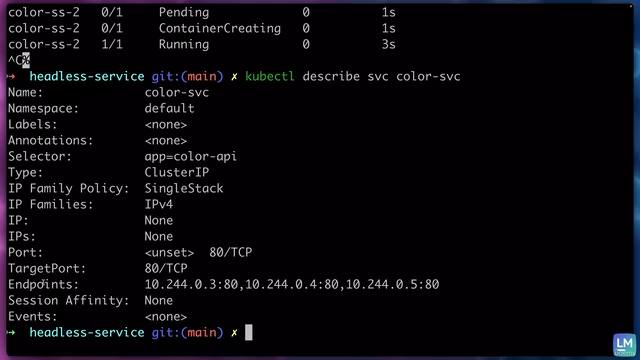 color-ss-2   0/1     Pending             0          1s
color-ss-2   0/1     ContainerCreating   0          1s
color-ss-2   1/1     Running             0          3s
^C%
→  headless-service git:(main) ✗ kubectl describe svc color-svc
Name:              color-svc
Namespace:         default
Labels:            <none>
Annotations:       <none>
Selector:          app=color-api
Type:              ClusterIP
IP Family Policy:  SingleStack
IP Families:       IPv4
IP:                None
IPs:               None
Port:              <unset>  80/TCP
TargetPort:        80/TCP
Endpoints:         10.244.0.3:80,10.244.0.4:80,10.244.0.5:80
Session Affinity:  None
Events:            <none>
→  headless-service git:(main) ✗
LM